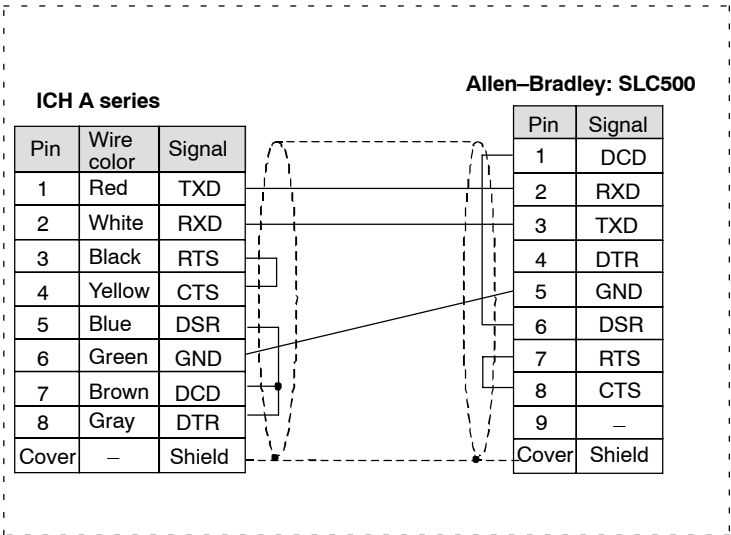 ICH A series
Pin Wire color Signal
1 Red TXD
2 White RXD
3 Black RTS
4 Yellow CTS
5 Blue DSR
6 Green GND
7 Brown DCD
8 Gray DTR
Cover – Shield
Allen–Bradley: SLC500
Pin Signal
1 DCD
2 RXD
3 TXD
4 DTR
5 GND
6 DSR
7 RTS
8 CTS
9 –
Cover Shield